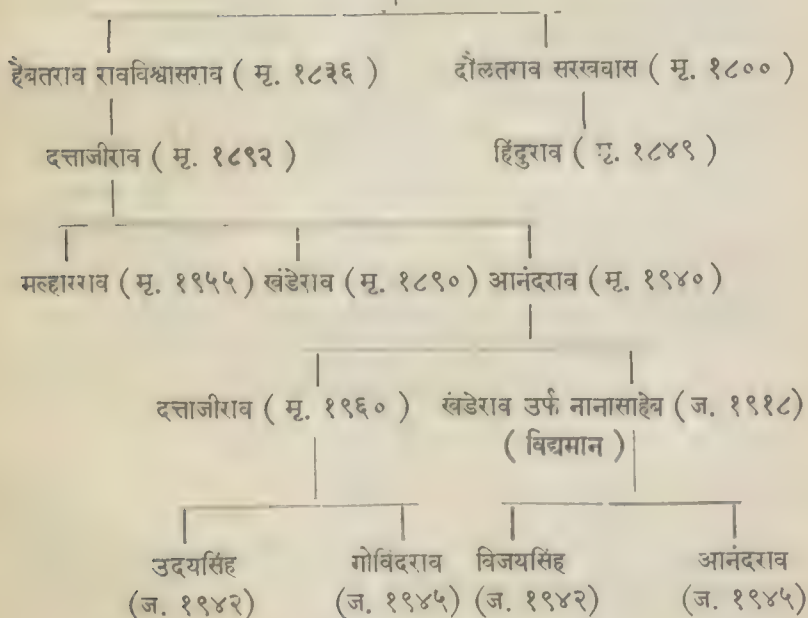 हैबतराव रावविश्वासराव ( मृ. १८३६ ) दौलतराव सरखवास ( मृ. १८०० )
दत्ताजीराव ( मृ. १८९२ ) हिंदुराव ( मृ. १८४९ )
मल्हारराव ( मृ. १९५५ ) खंडेराव ( मृ. १८९० ) आनंदराव ( मृ. १९४० )
दत्ताजीराव ( मृ. १९६० ) खंडेराव उर्फ नानासाहेब ( ज. १९१८ )
( विद्यमान )
उदयसिंह गोविंदराव विजयसिंह आनंदराव
(ज. १९४२) (ज. १९४५) (ज. १९४२) (ज. १९४५)